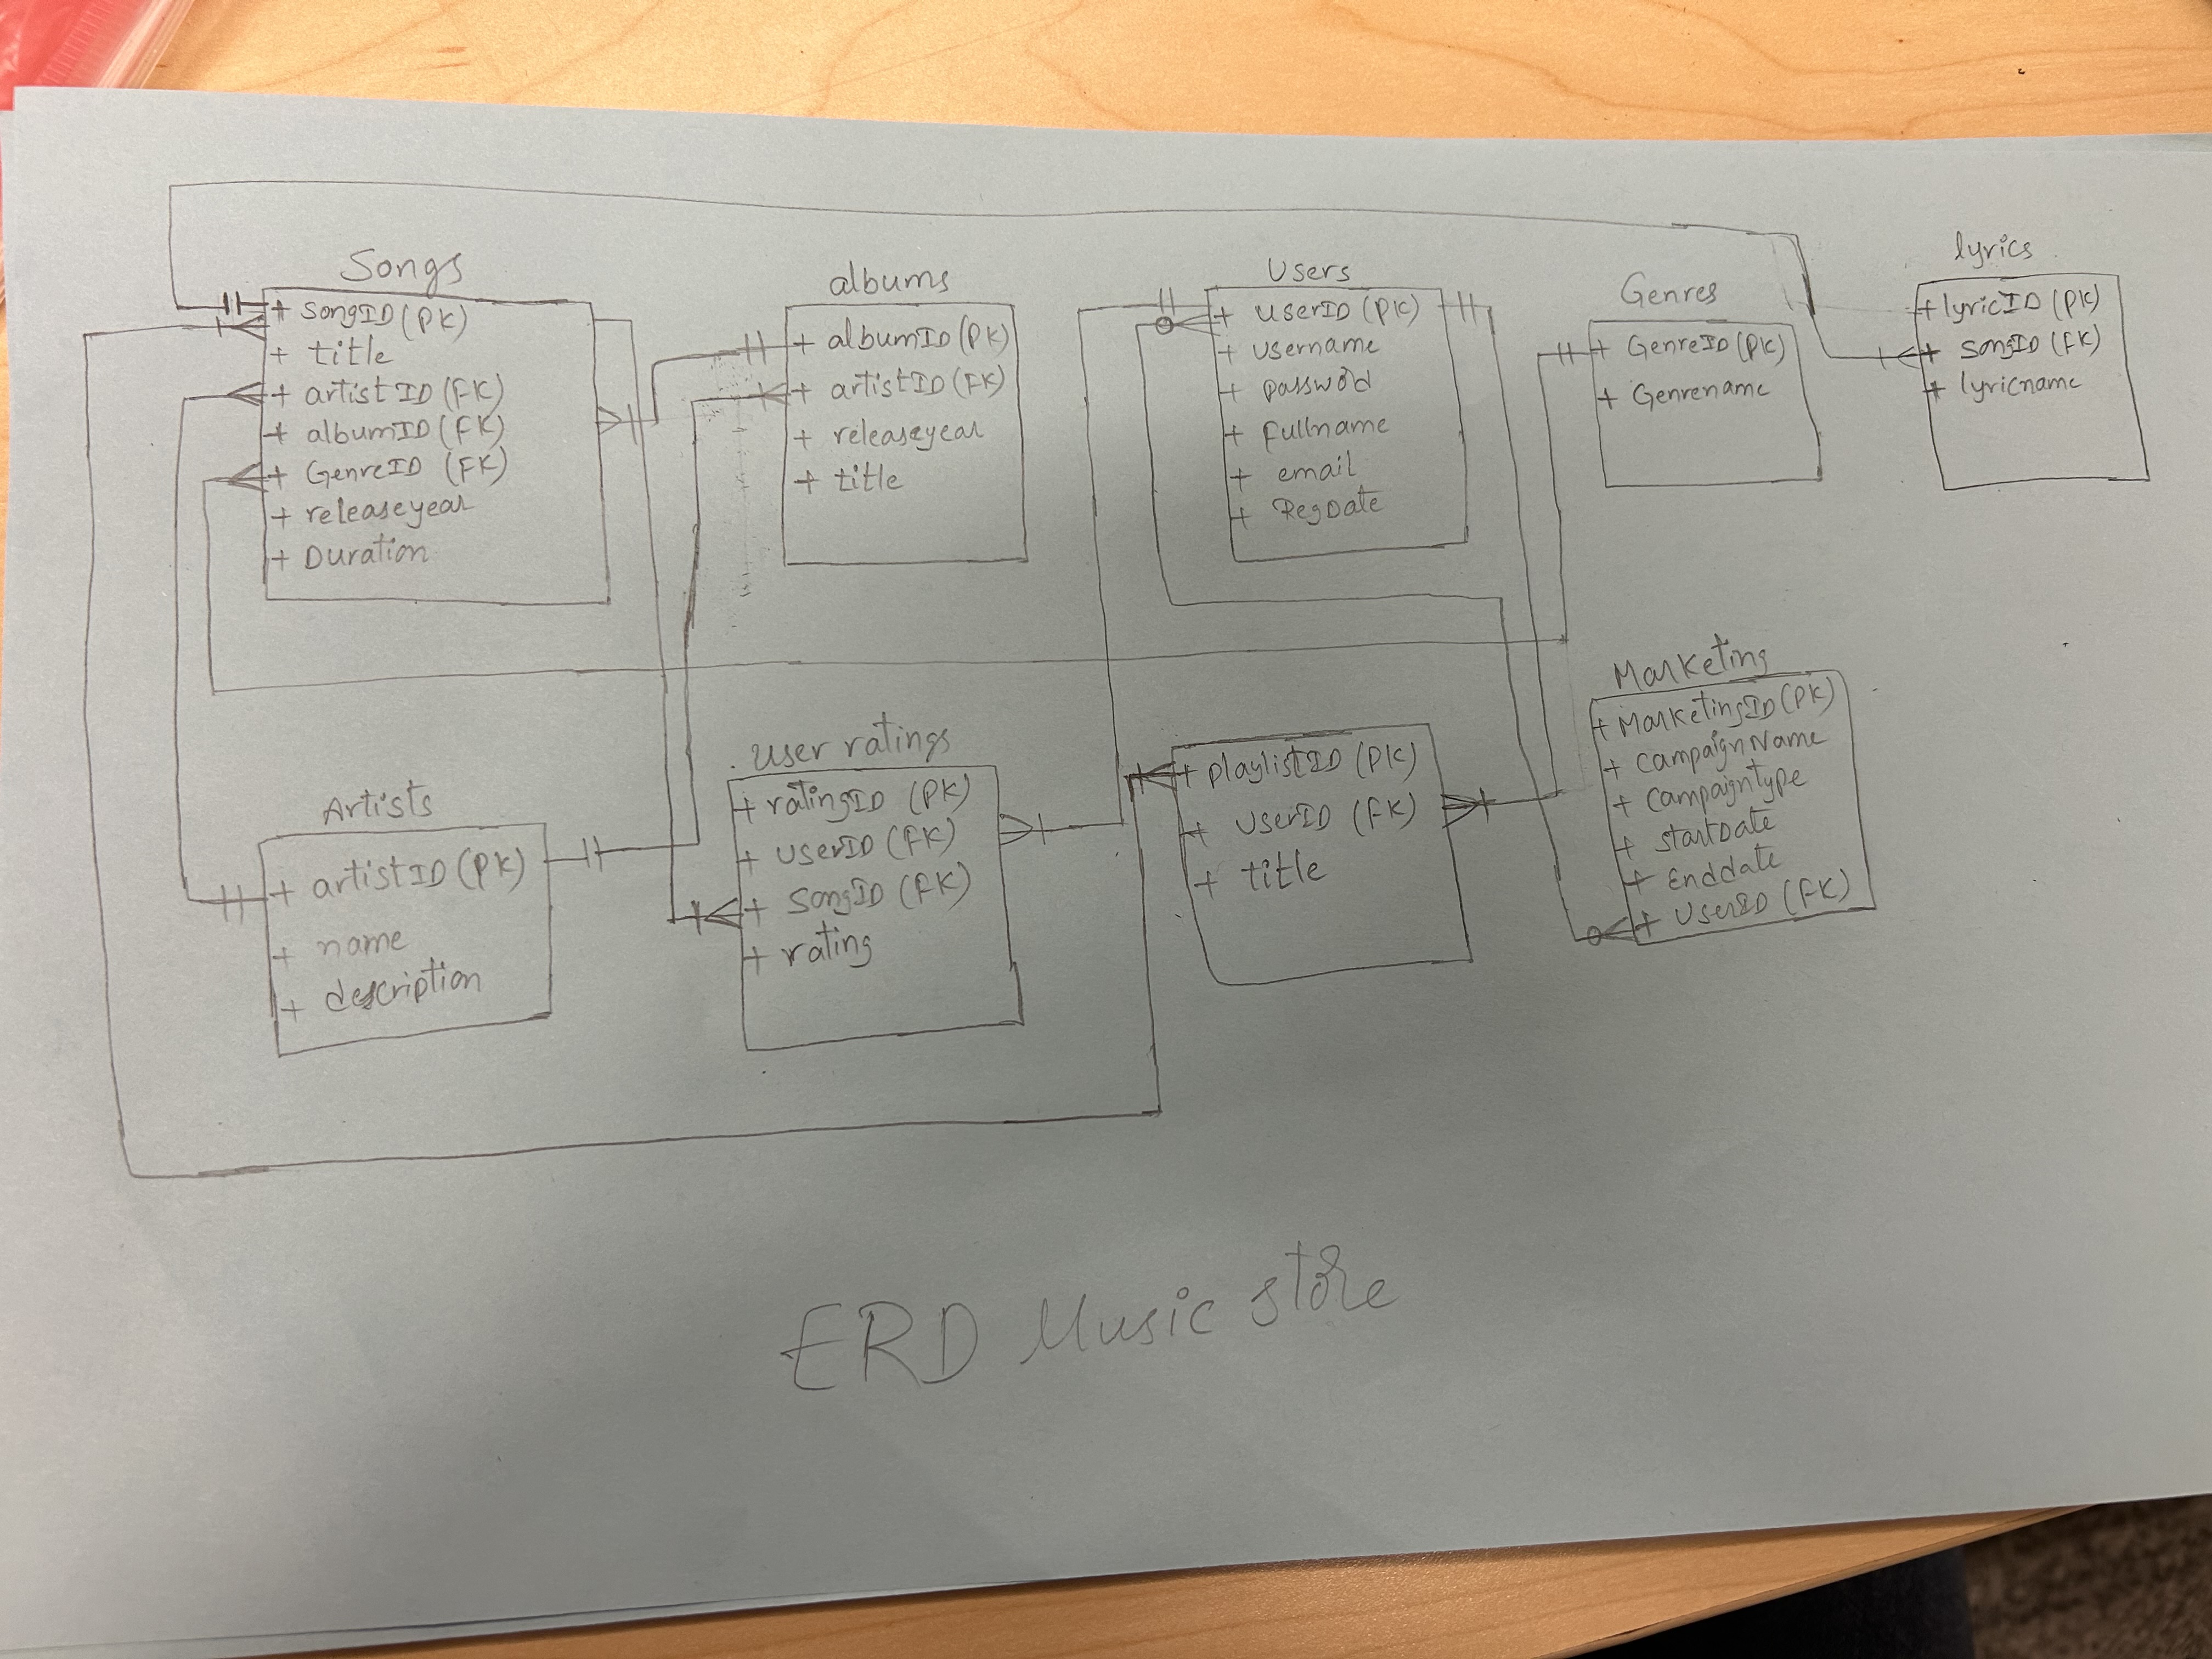 Songs
+ SongID (PK)
+ title
+ artistID (FK)
+ albumID (FK)
+ GenreID (FK)
+ releaseyear
+ Duration
albums
+ albumID (PK)
+ artistID (FK)
+ releaseyear
+ title
Users
+ userID (PK)
+ username
+ password
+ fullname
+ email
+ RegDate
Genres
+ GenreID (PK)
+ Genrename
lyrics
+ lyricID (PK)
+ songID (FK)
+ lyricname
Artists
+ artistID (PK)
+ name
+ description
User ratings
+ ratingID (PK)
+ userID (FK)
+ SongID (FK)
+ rating
+ playlistID (PK)
+ userID (FK)
+ title
Marketing
+ MarketingID (PK)
+ campaignName
+ campaigntype
+ startDate
+ Enddate
+ UserID (FK)
ERD Music store